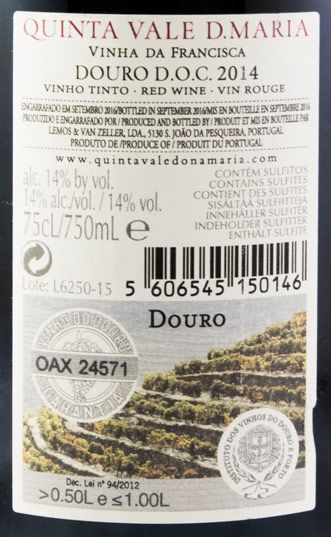 QUINTA VALE D.MARIA
VINHA DA FRANCISCA
DOURO D.O.C. 2014
VINHO TINTO - RED WINE - VIN ROUGE
ENGARRAFADO EM SETEMBRO 2016/BOTTLED IN SEPTEMBER 2016/MIS EN BOUTEILLE EN SEPTEMBRE 2016.
PRODUZIDO E ENGARRAFADO POR / PRODUCED AND BOTTLED BY / PRODUIT ET MIS EN BOUTEILLE PAR
LEMOS & VAN ZELLER, LDA., 5130 S. JOÃO DA PESQUEIRA, PORTUGAL
PRODUTO DE/PRODUCE OF / PRODUIT DU PORTUGAL
www.quintavaledonamaria.com
alc. 14% by vol.
14% alc./vol. / 14% vol.
75cL/750mL e
CONTÉM SULFITOS
CONTAINS SULFITES
CONTIENT DES SULFITES
SISÄLTÄÄ SULFIITTEJA
INNEHÅLLER SULFITER
INDEHOLDER SULFITTER
ENTHÄLT SULFITE
Lote: L6250-15
5 606545 150146
DOURO
VINHO DO DOURO
OAX 24571
GARANTIA
INSTITUTO DOS VINHOS DO DOURO E PORTO
Dec. Lei nº 94/2012
>0.50L e ≤1.00L